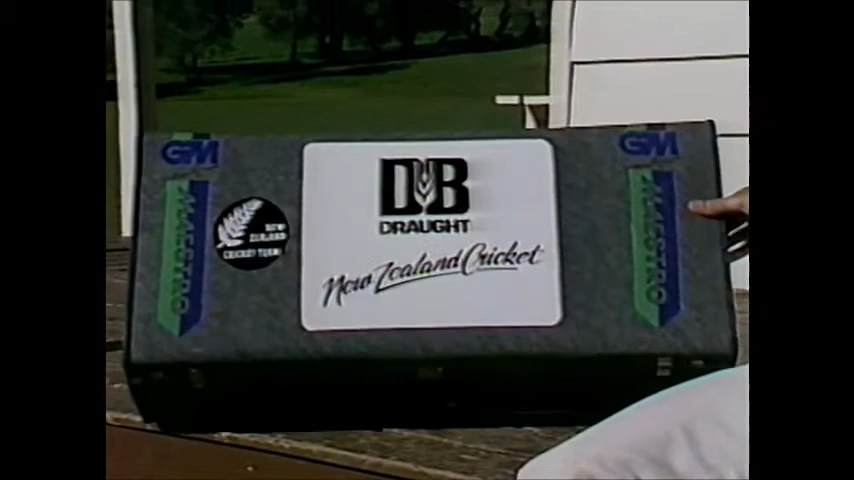 GM
MAESTRO
NEW
ZEALAND
CRICKET TEAM
DB
DRAUGHT
New Zealand Cricket
GM
MAESTRO